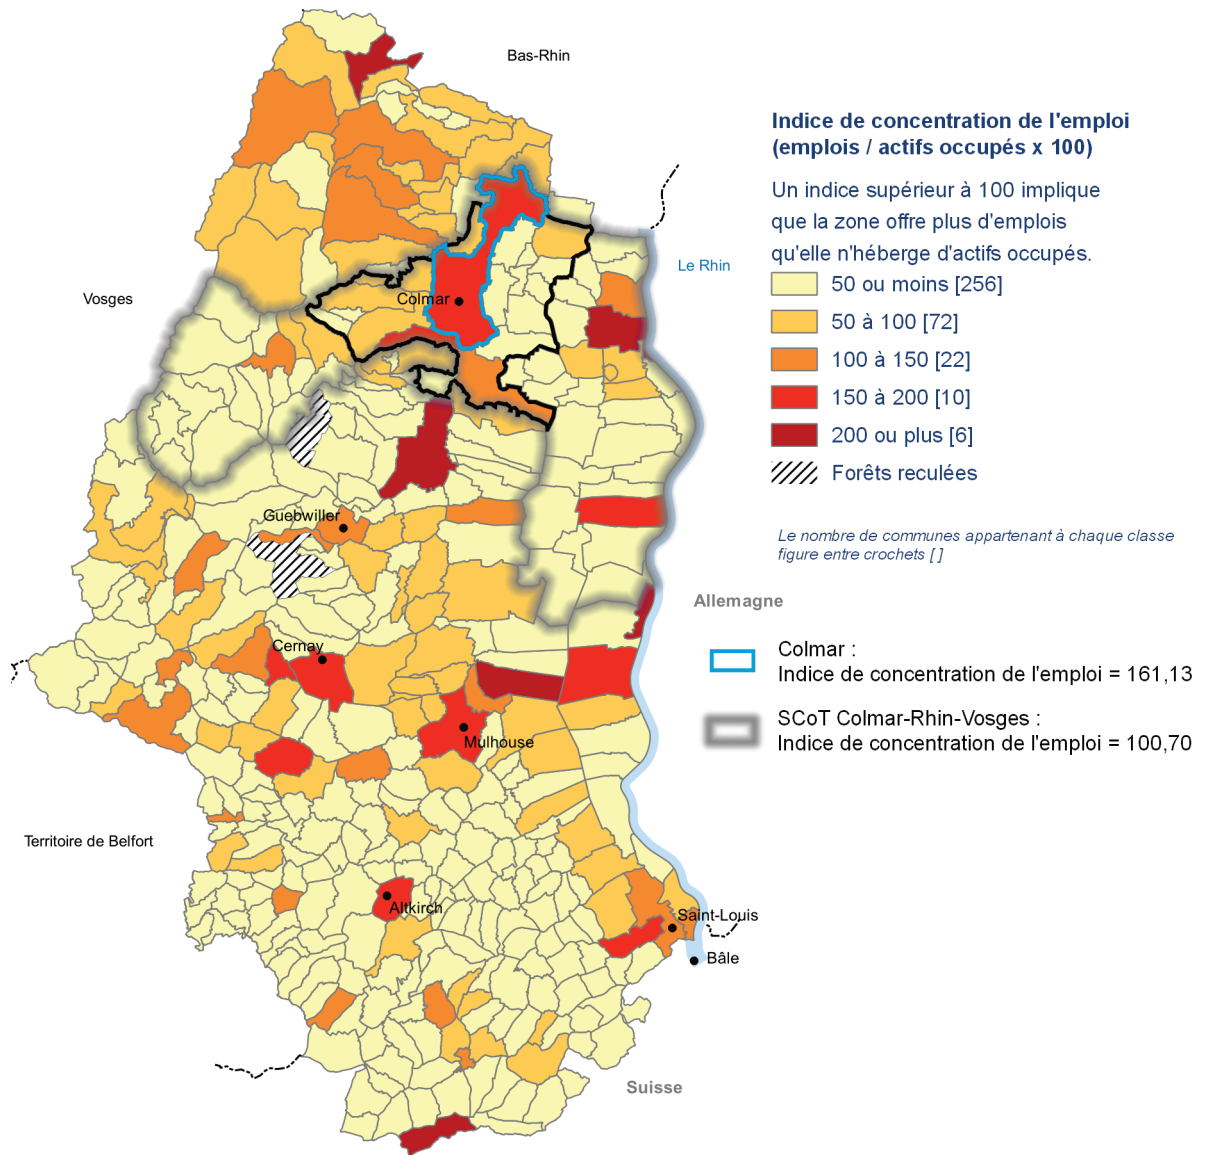 Bas-Rhin
Indice de concentration de l'emploi
(emplois / actifs occupés x 100)
Un indice supérieur à 100 implique
que la zone offre plus d'emplois
qu'elle n'héberge d'actifs occupés.
Le Rhin
50 ou moins [256]
Vosges
Colmar
50 à 100 [72]
100 à 150 [22]
150 à 200 [10]
200 ou plus [6]
Forêts reculées
Guebwiller
Le nombre de communes appartenant à chaque classe
figure entre crochets [ ]
Allemagne
Cernay
Colmar :
Indice de concentration de l'emploi = 161,13
SCoT Colmar-Rhin-Vosges :
Indice de concentration de l'emploi = 100,70
Mulhouse
Territoire de Belfort
Altkirch
Saint-Louis
Bâle
Suisse